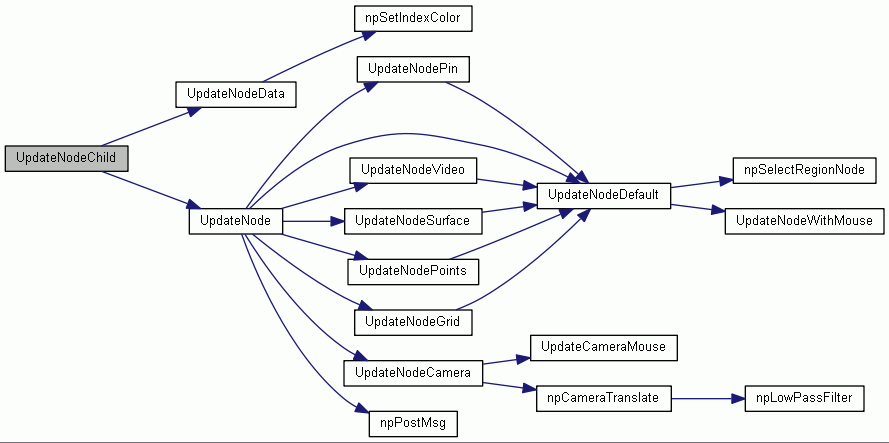 npSetIndexColor
UpdateNodePin
UpdateNodeData
UpdateNodeChild
UpdateNodeVideo
npSelectRegionNode
UpdateNodeDefault
UpdateNode
UpdateNodeSurface
UpdateNodeWithMouse
UpdateNodePoints
UpdateNodeGrid
UpdateCameraMouse
UpdateNodeCamera
npCameraTranslate
npLowPassFilter
npPostMsg